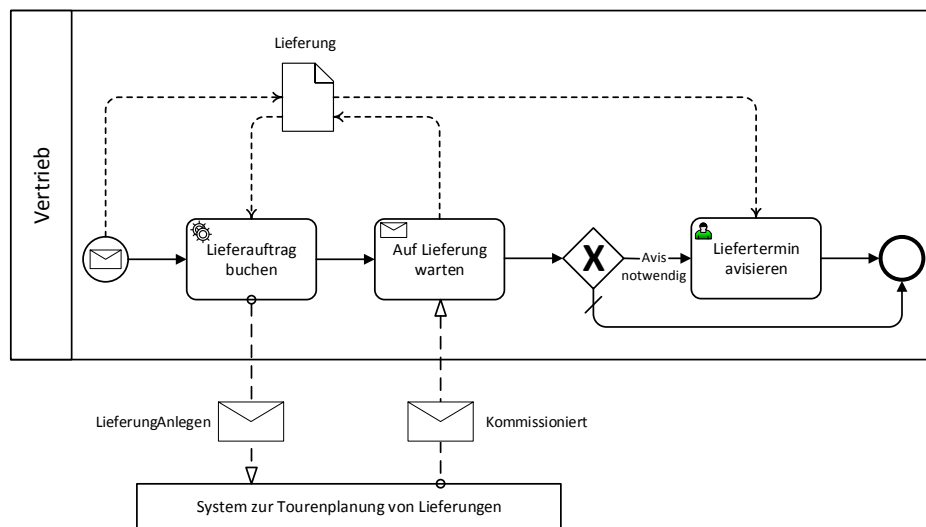 Lieferung
Vertrieb
Lieferauftrag
buchen
Auf Lieferung
warten
X
Avis
notwendig
Liefertermin
avisieren
LieferungAnlegen
Kommissioniert
System zur Tourenplanung von Lieferungen